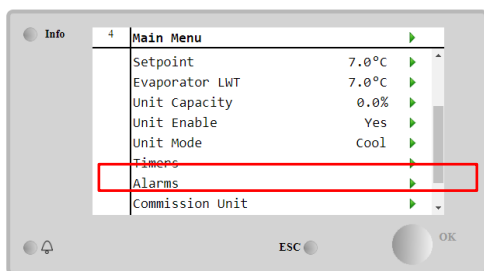 Info
4 Main Menu
Setpoint 7.0°C
Evaporator LWT 7.0°C
Unit Capacity 0.0%
Unit Enable Yes
Unit Mode Cool
Timers
Alarms
Commission Unit
ESC
OK